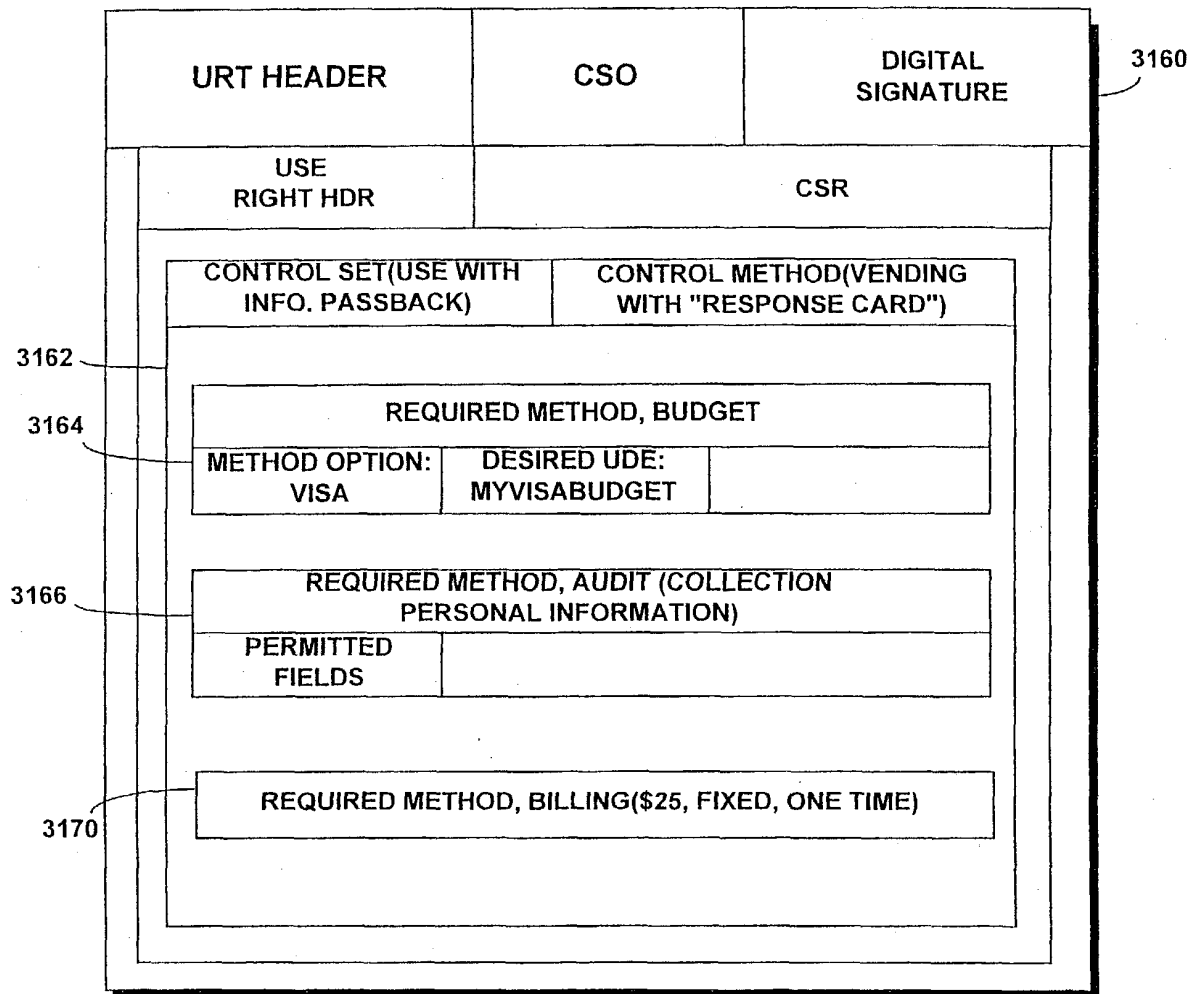 URT HEADER
CSO
DIGITAL
SIGNATURE
3160
USE
RIGHT HDR
CSR
CONTROL SET(USE WITH
INFO. PASSBACK)
CONTROL METHOD(VENDING
WITH "RESPONSE CARD")
3162
REQUIRED METHOD, BUDGET
3164
METHOD OPTION:
VISA
DESIRED UDE:
MYVISABUDGET
REQUIRED METHOD, AUDIT (COLLECTION
PERSONAL INFORMATION)
3166
PERMITTED
FIELDS
REQUIRED METHOD, BILLING($25, FIXED, ONE TIME)
3170